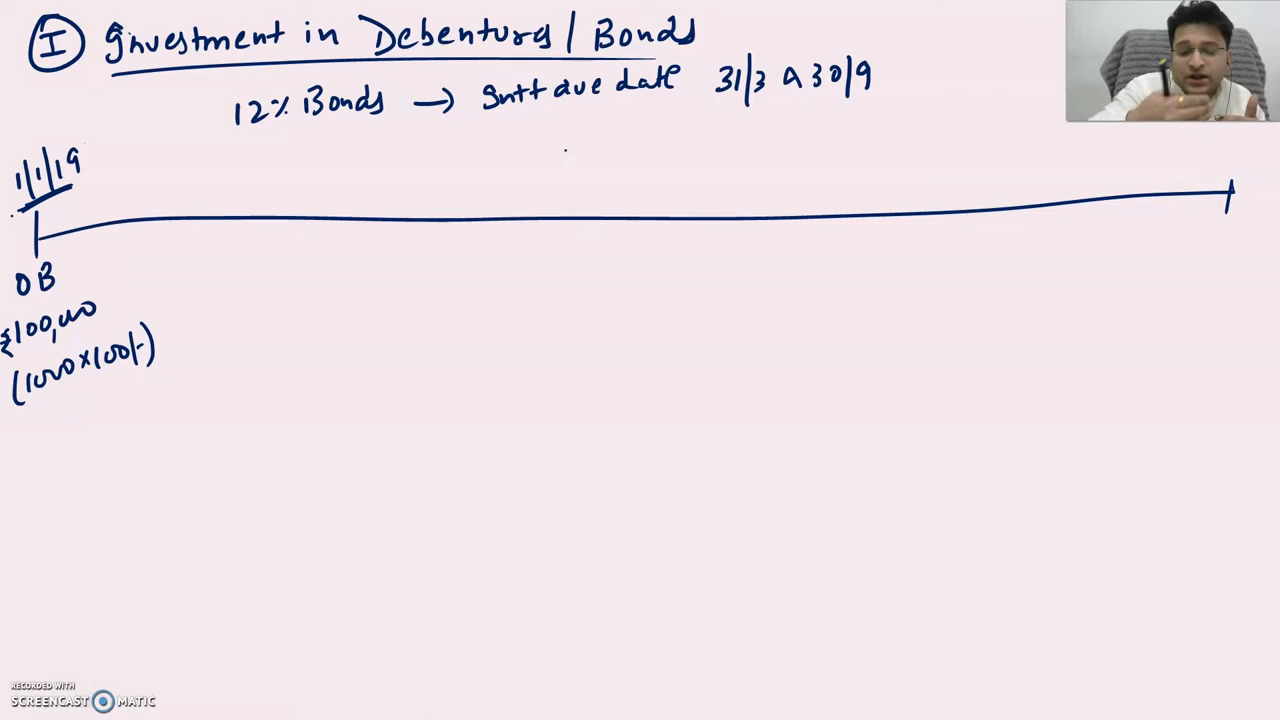 I Investment in Debentures / Bonds
12% Bonds → Intt due date 31/3 & 30/9
1/1/19
OB
₹100,000
(1000×100/-)
RECORDED WITH
SCREENCAST MATIC